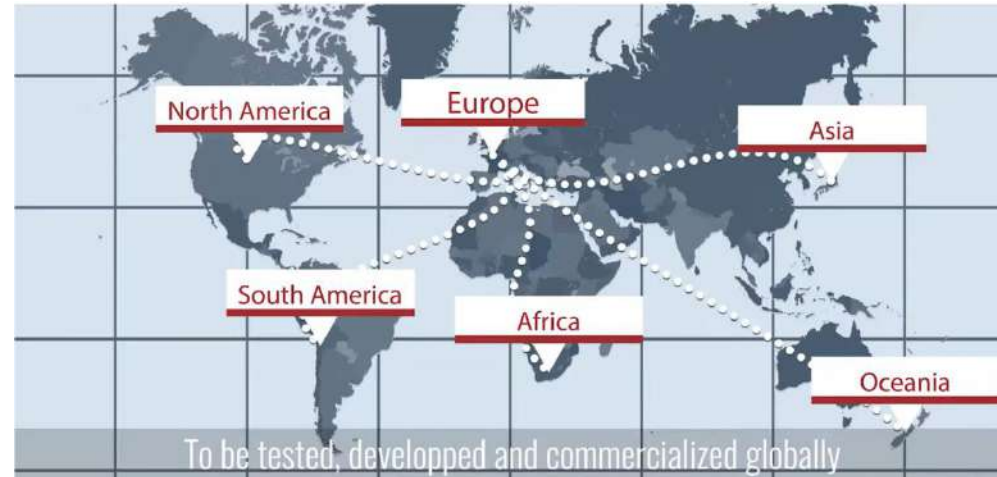 North America
Europe
Asia
South America
Africa
Oceania
To be tested, developped and commercialized globally